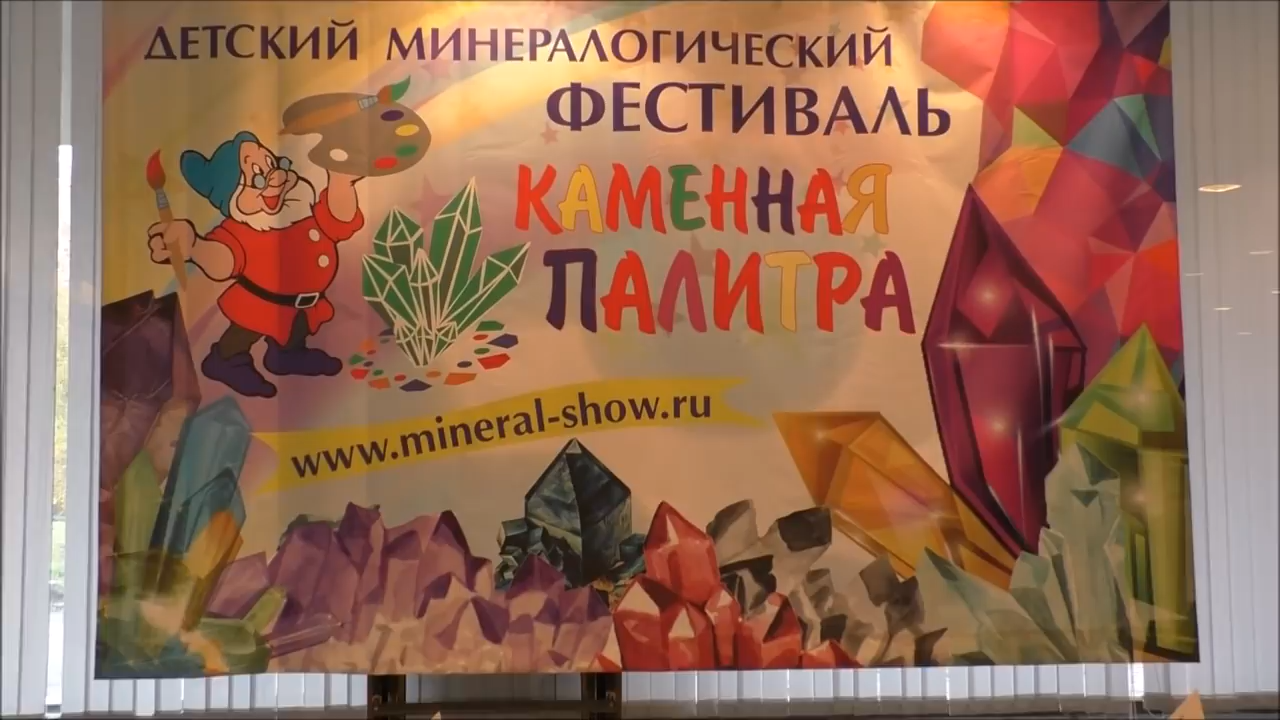 ДЕТСКИЙ МИНЕРАЛОГИЧЕСКИЙ
ФЕСТИВАЛЬ
КАМЕННАЯ
ПАЛИТРА
www.mineral-show.ru